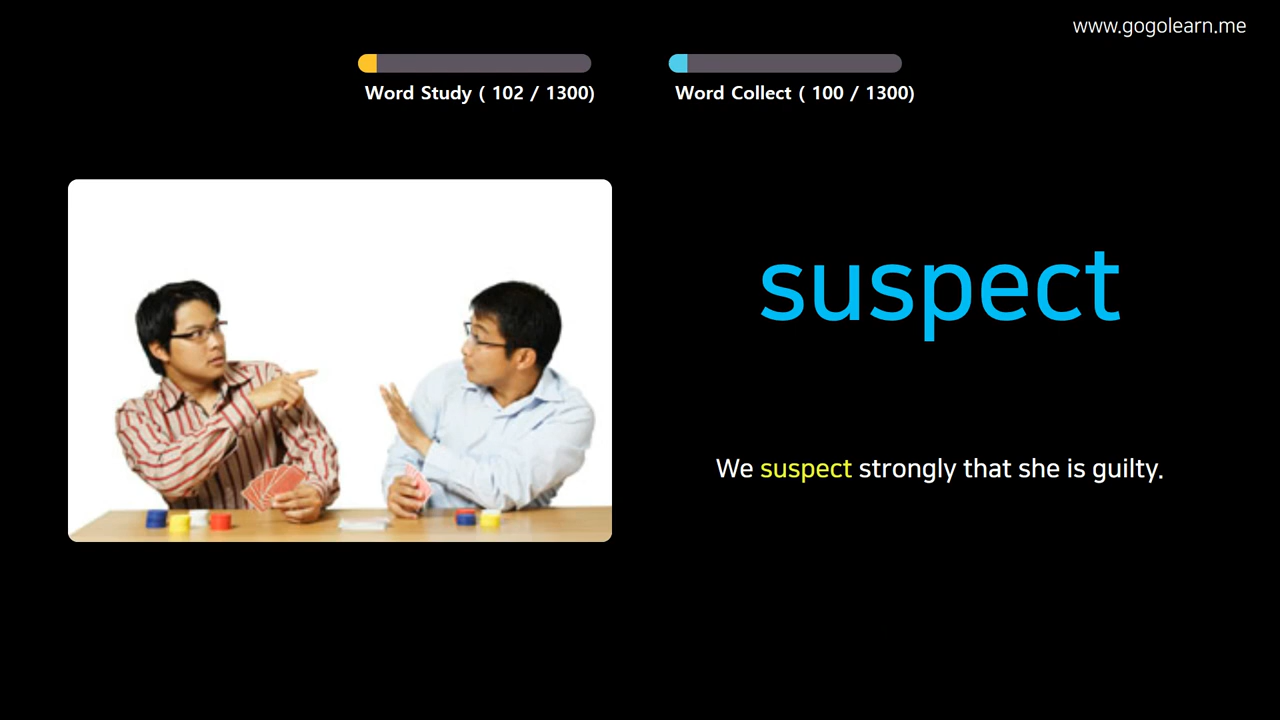 www.gogolearn.me
Word Study ( 102 / 1300)
Word Collect ( 100 / 1300)
suspect
We suspect strongly that she is guilty.